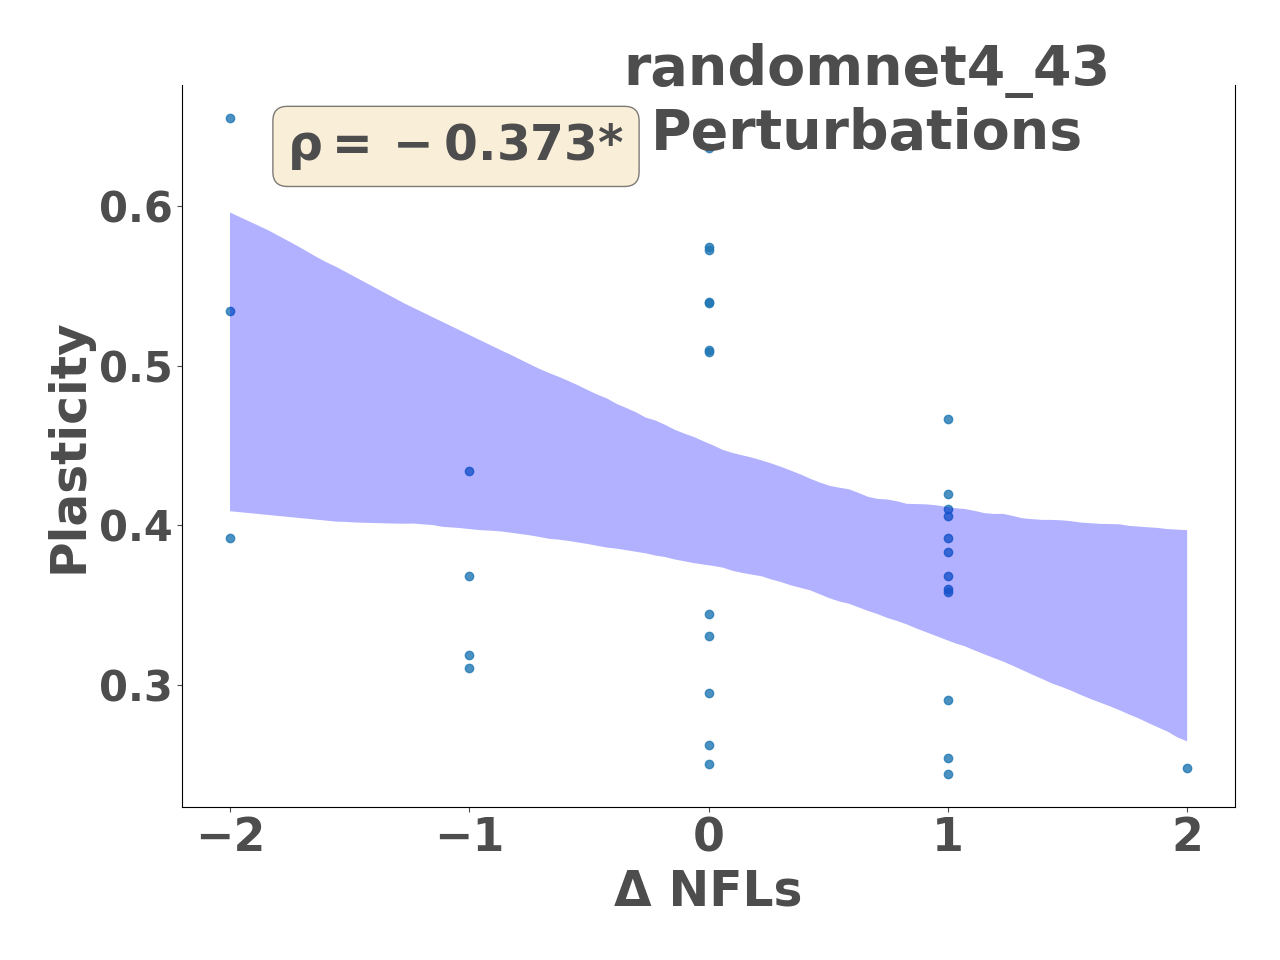 randomnet4_43
Perturbations
ρ = − 0.373*
0.6
0.5
0.4
0.3
Plasticity
−2
−1
0
1
2
Δ NFLs